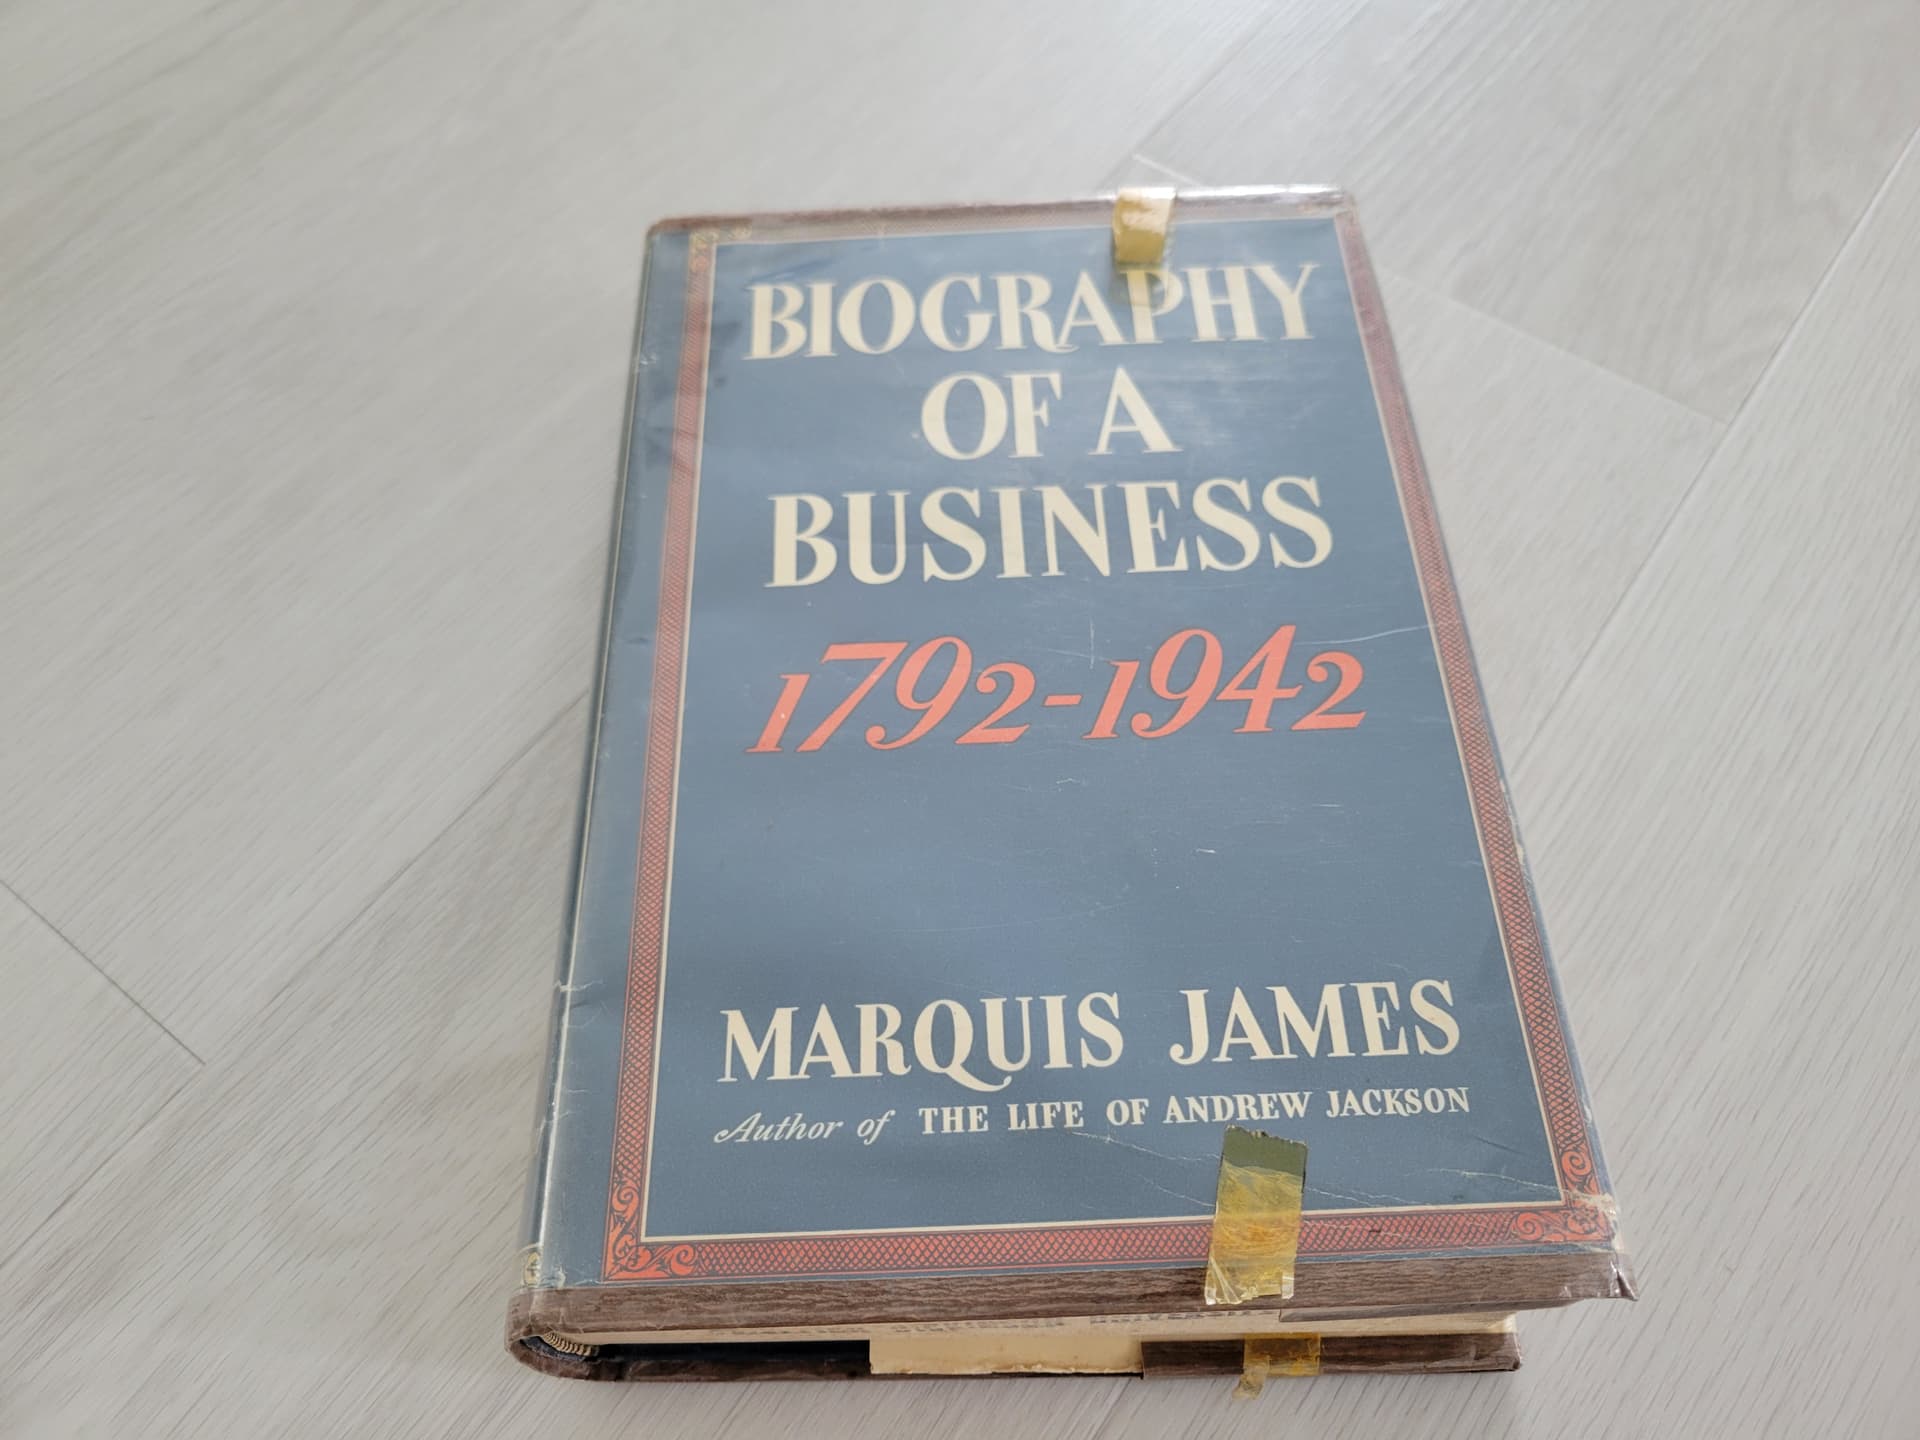 BIOGRAPHY
OF A
BUSINESS
1792-1942
MARQUIS JAMES
Author of THE LIFE OF ANDREW JACKSON